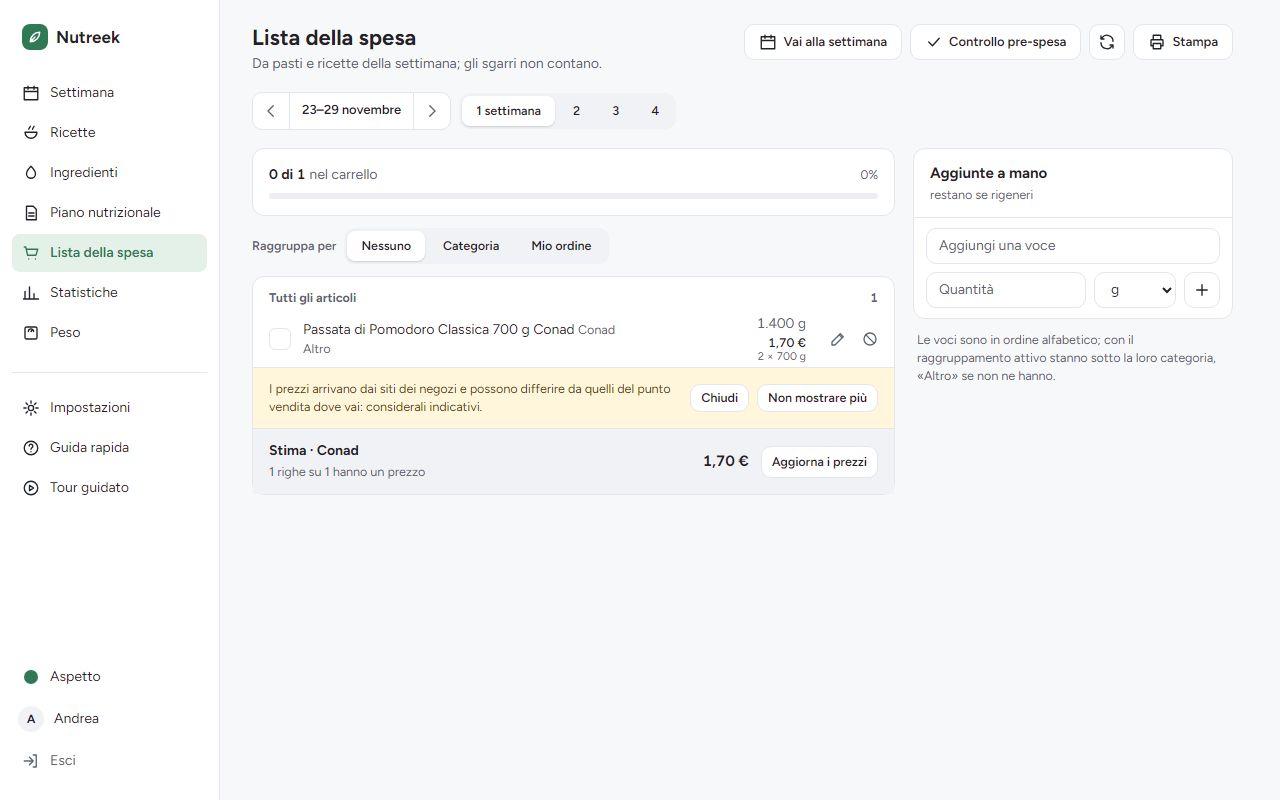 Nutreek
Settimana
Ricette
Ingredienti
Piano nutrizionale
Lista della spesa
Statistiche
Peso
Impostazioni
Guida rapida
Tour guidato
Aspetto
A Andrea
Esci
Lista della spesa
Da pasti e ricette della settimana; gli sgarri non contano.
Vai alla settimana
Controllo pre-spesa
Stampa
23–29 novembre
1 settimana 2 3 4
0 di 1 nel carrello 0%
Raggruppa per Nessuno Categoria Mio ordine
Tutti gli articoli 1
Passata di Pomodoro Classica 700 g Conad Conad
Altro
1.400 g
1,70 €
2 × 700 g
I prezzi arrivano dai siti dei negozi e possono differire da quelli del punto
vendita dove vai: considerali indicativi.
Chiudi
Non mostrare più
Stima · Conad
1 righe su 1 hanno un prezzo
1,70 €
Aggiorna i prezzi
Aggiunte a mano
restano se rigeneri
Aggiungi una voce
Quantità g
Le voci sono in ordine alfabetico; con il
raggruppamento attivo stanno sotto la loro categoria,
«Altro» se non ne hanno.